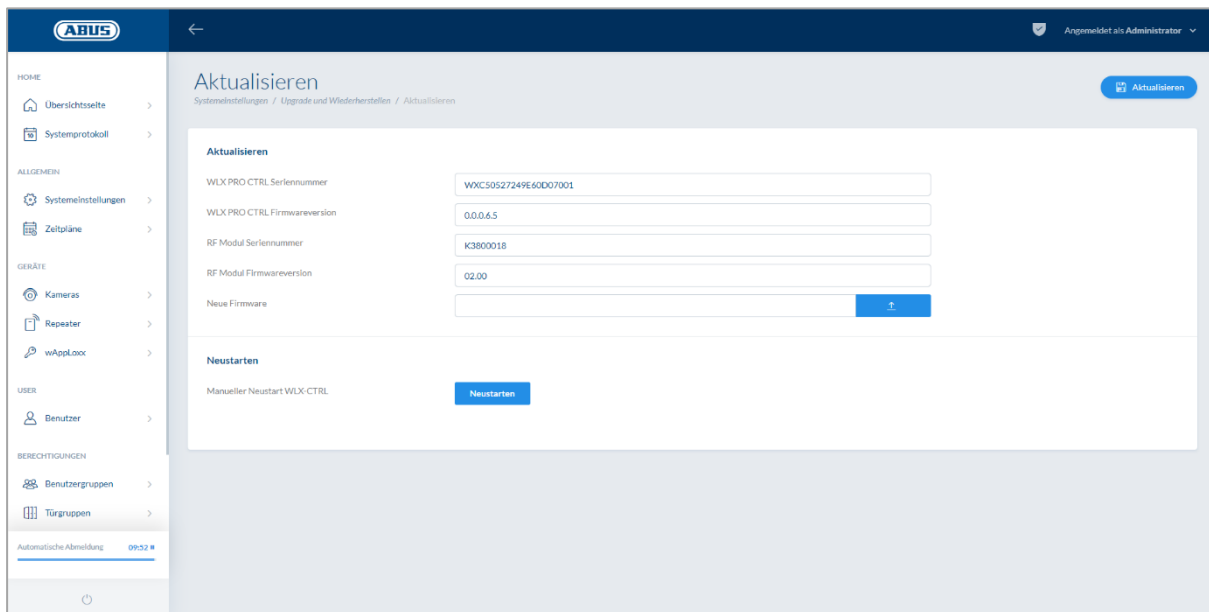 ABUS
Angemeldet als Administrator
HOME
Übersichtsseite
Systemprotokoll
ALLGEMEIN
Systemeinstellungen
Zeitpläne
GERÄTE
Kameras
Repeater
wAppLoxx
USER
Benutzer
BERECHTIGUNGEN
Benutzergruppen
Türgruppen
Automatische Abmeldung 09:52
Aktualisieren
Systemeinstellungen / Upgrade und Wiederherstellen / Aktualisieren
Aktualisieren
Aktualisieren
WLX PRO CTRL Seriennummer WXC50527249E60D07001
WLX PRO CTRL Firmwareversion 0.0.0.6.5
RF Modul Seriennummer K3800018
RF Modul Firmwareversion 02.00
Neue Firmware
Neustarten
Manueller Neustart WLX-CTRL Neustarten